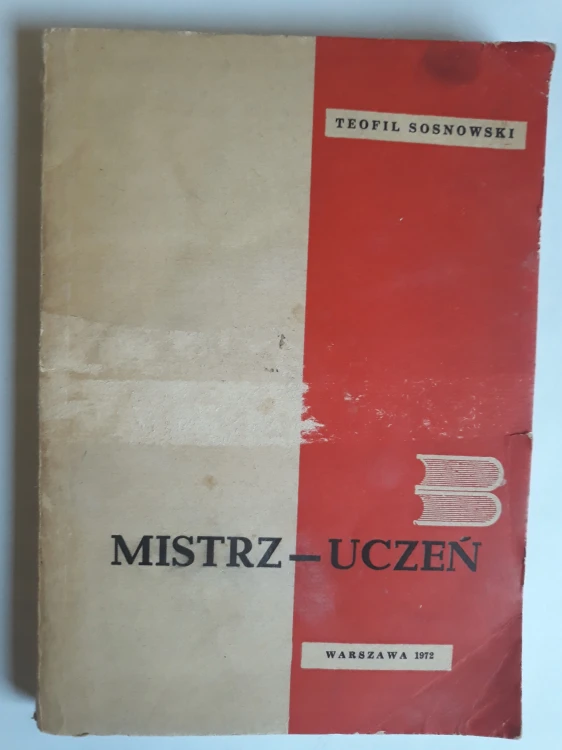 TEOFIL SOSNOWSKI
MISTRZ–UCZEŃ
WARSZAWA 1972